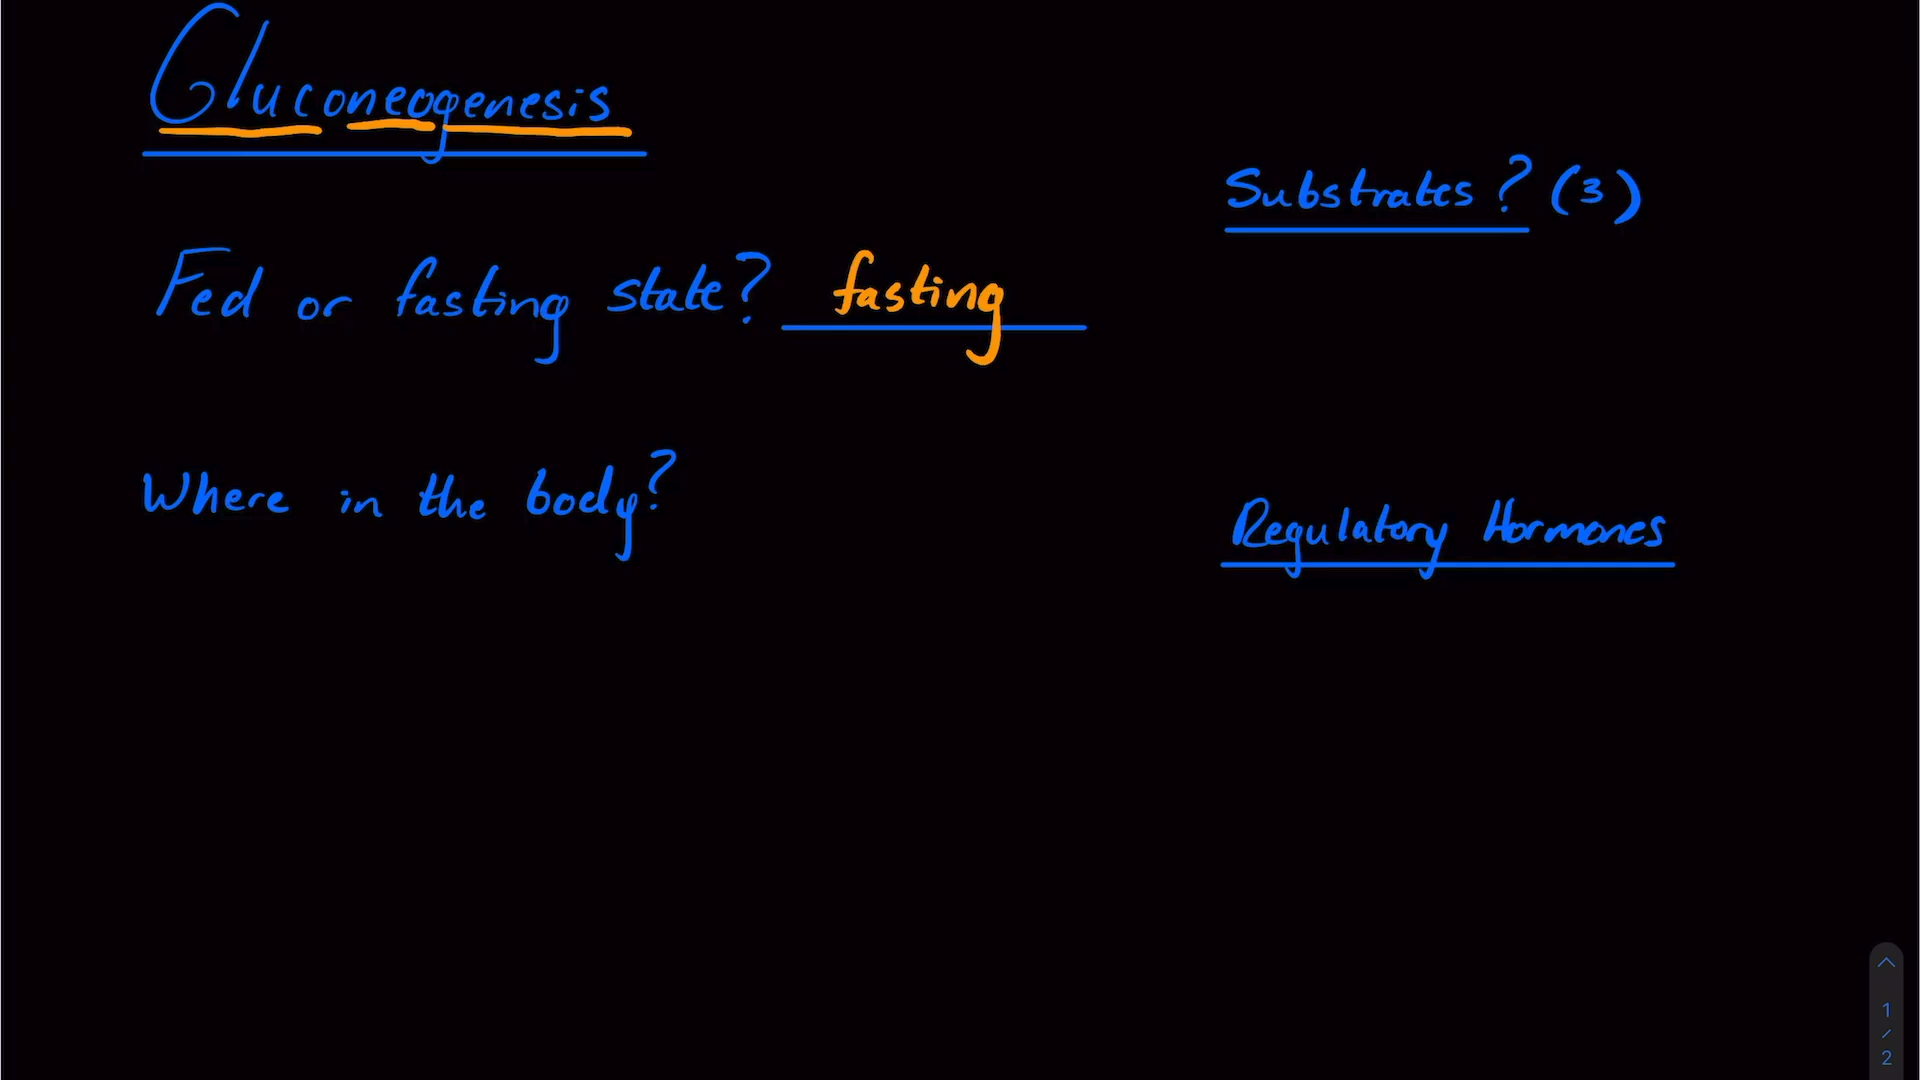 Gluconeogenesis
Fed or fasting state? fasting
Where in the body?
Substrates? (3)
Regulatory Hormones
1
/
2